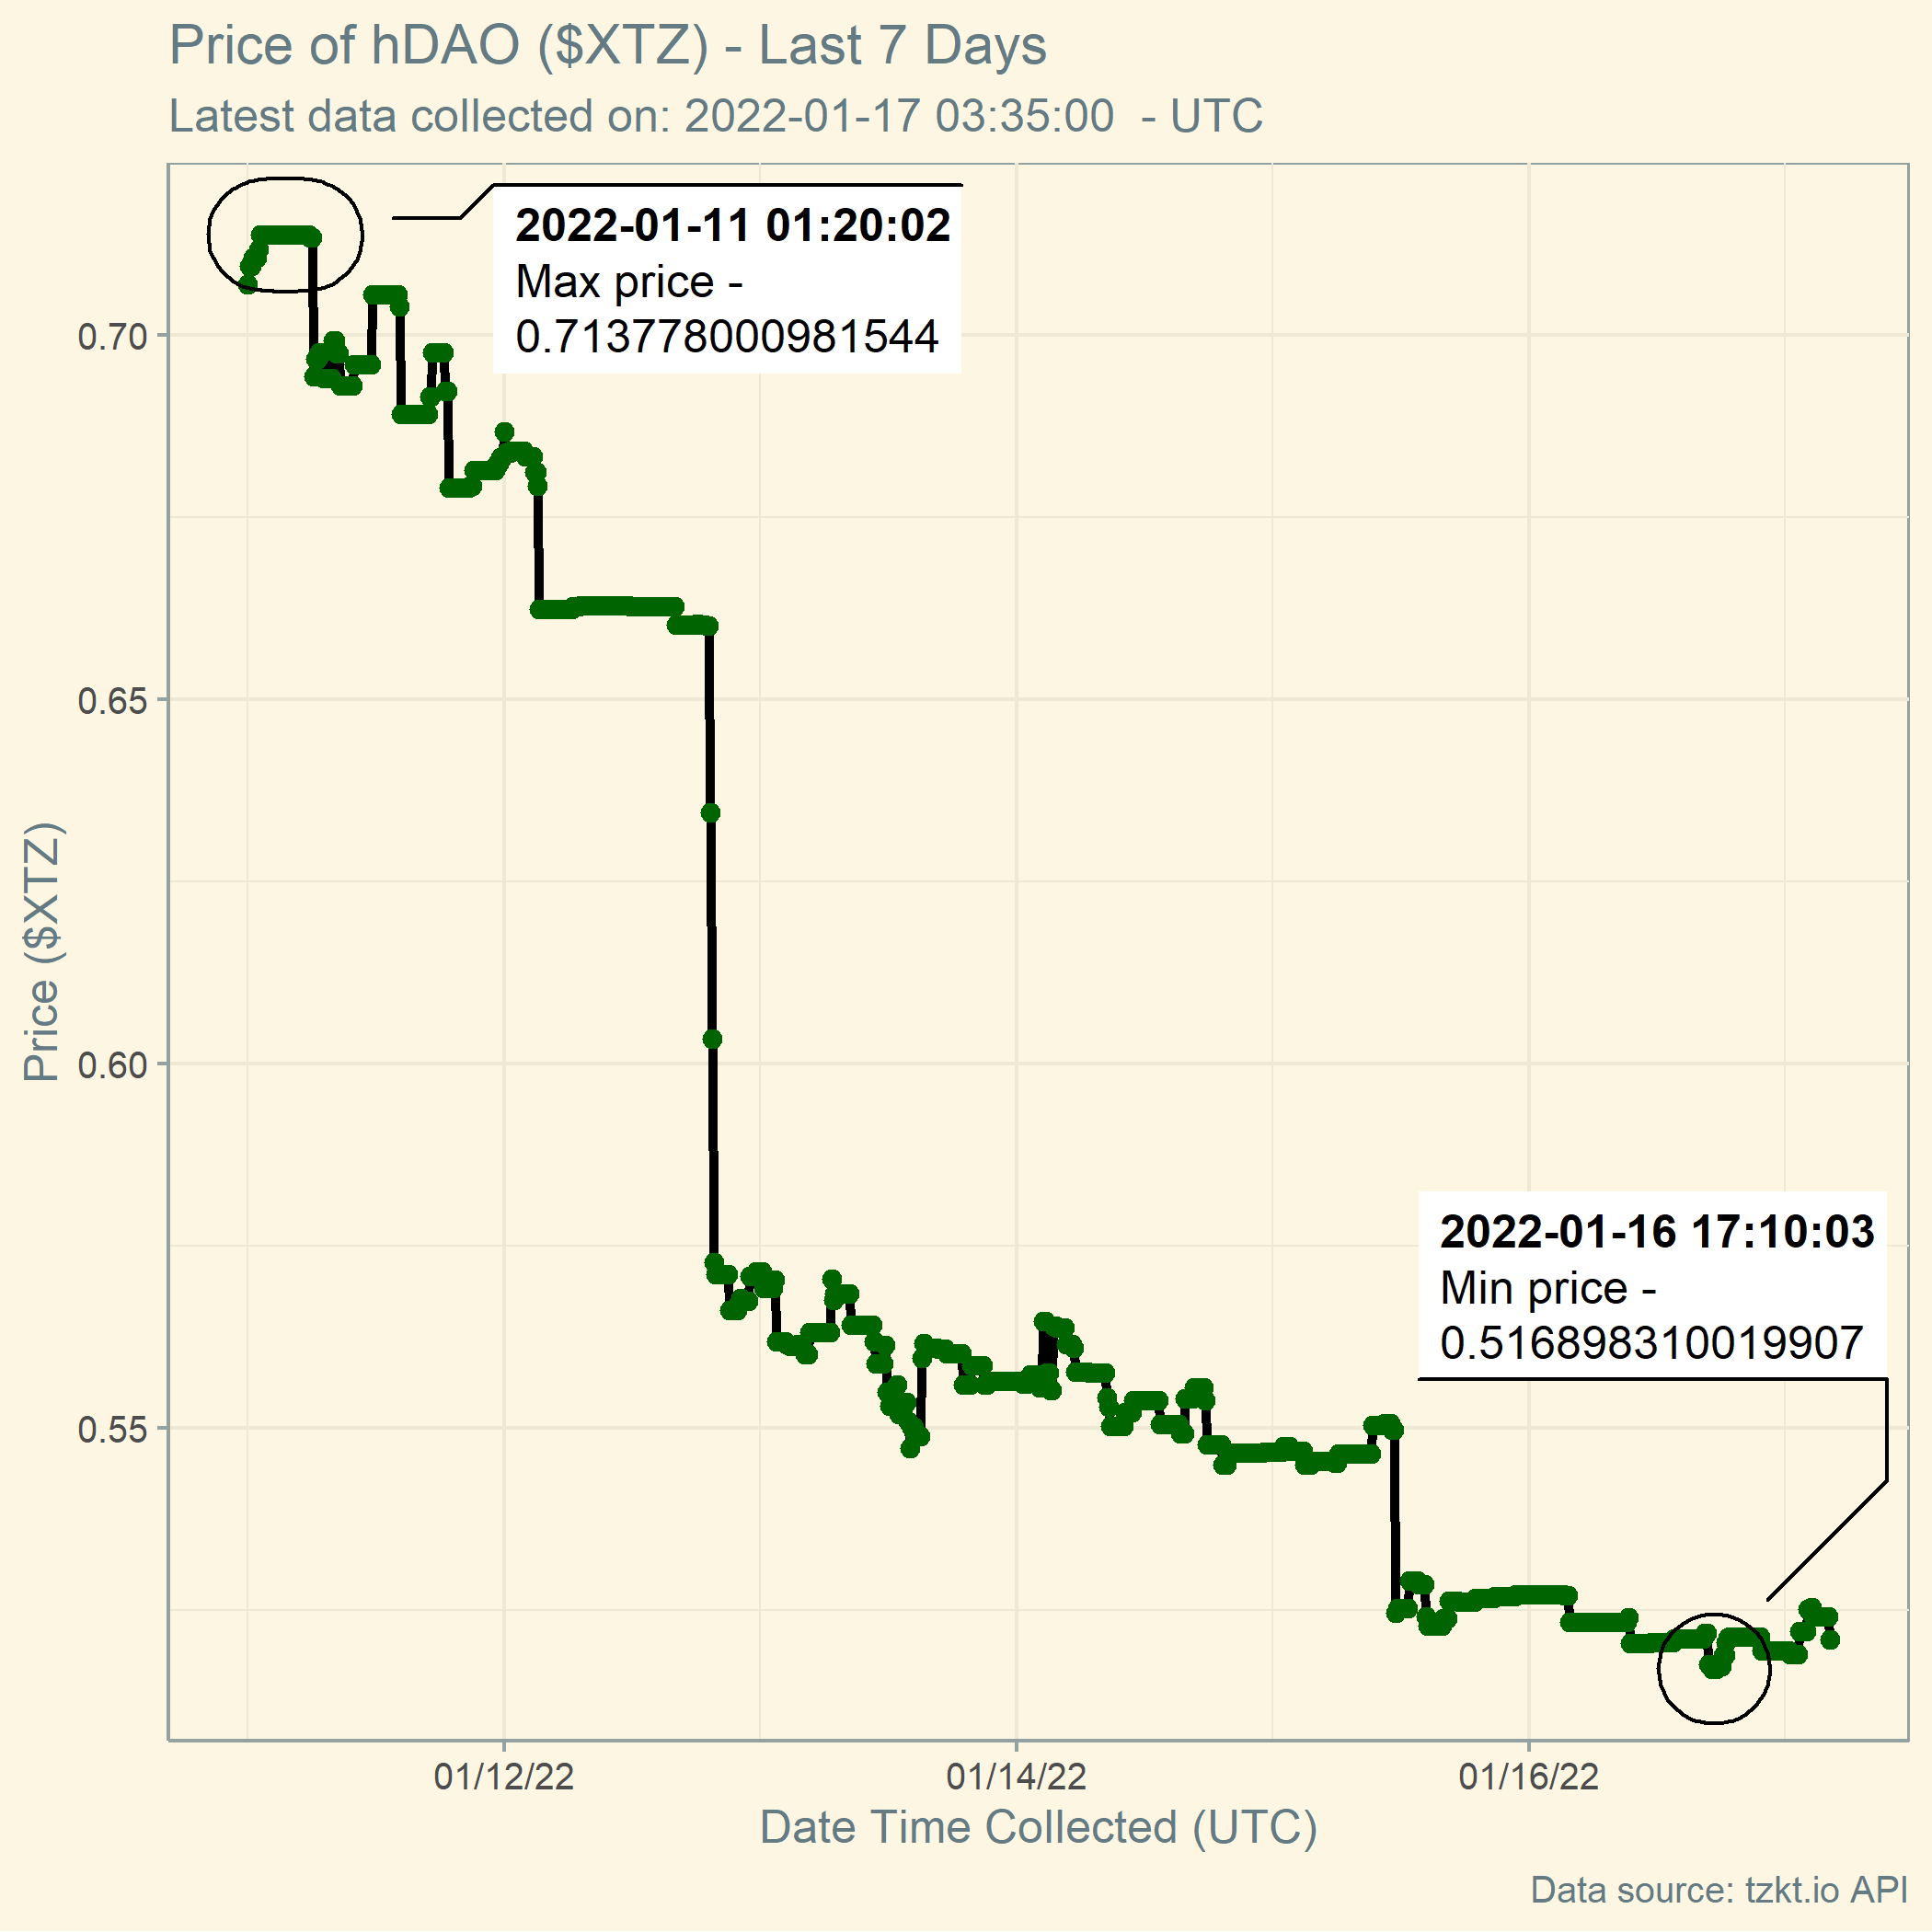 Price of hDAO ($XTZ) - Last 7 Days
Latest data collected on: 2022-01-17 03:35:00  - UTC
2022-01-11 01:20:02
Max price -
0.713778000981544
0.70
0.65
0.60
0.55
Price ($XTZ)
2022-01-16 17:10:03
Min price -
0.516898310019907
01/12/22
01/14/22
01/16/22
Date Time Collected (UTC)
Data source: tzkt.io API